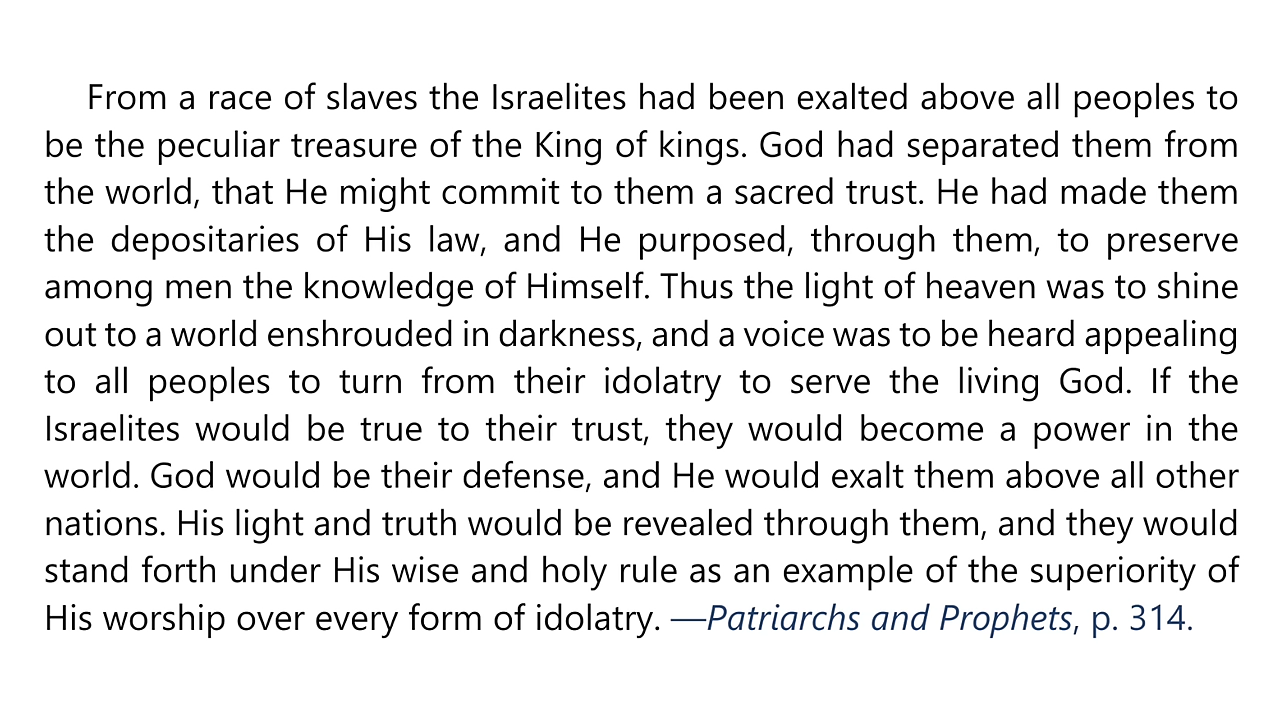 From a race of slaves the Israelites had been exalted above all peoples to
be the peculiar treasure of the King of kings. God had separated them from
the world, that He might commit to them a sacred trust. He had made them
the depositaries of His law, and He purposed, through them, to preserve
among men the knowledge of Himself. Thus the light of heaven was to shine
out to a world enshrouded in darkness, and a voice was to be heard appealing
to all peoples to turn from their idolatry to serve the living God. If the
Israelites would be true to their trust, they would become a power in the
world. God would be their defense, and He would exalt them above all other
nations. His light and truth would be revealed through them, and they would
stand forth under His wise and holy rule as an example of the superiority of
His worship over every form of idolatry. —Patriarchs and Prophets, p. 314.